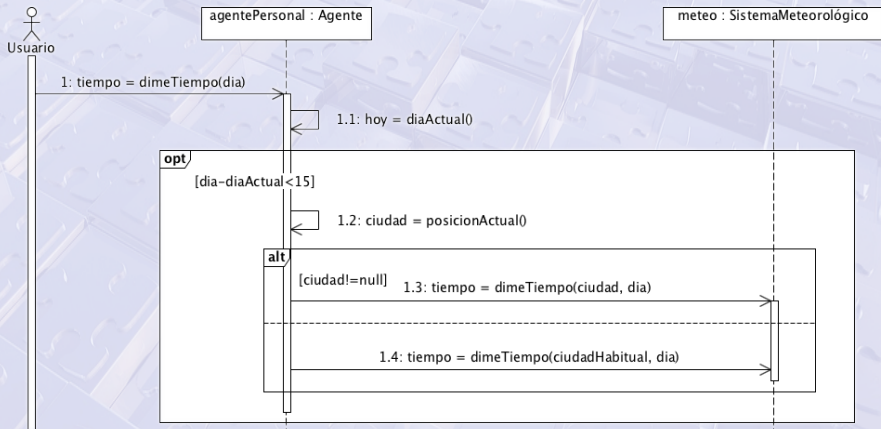 agentePersonal : Agente
meteo : SistemaMeteorológico
Usuario
1: tiempo = dimeTiempo(dia)
1.1: hoy = diaActual()
opt
[dia-diaActual<15]
1.2: ciudad = posicionActual()
alt
[ciudad!=null]
1.3: tiempo = dimeTiempo(ciudad, dia)
1.4: tiempo = dimeTiempo(ciudadHabitual, dia)